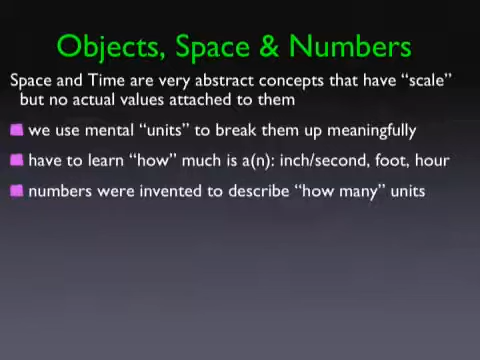 Objects, Space & Numbers
Space and Time are very abstract concepts that have “scale”
but no actual values attached to them
we use mental “units” to break them up meaningfully
have to learn “how” much is a(n): inch/second, foot, hour
numbers were invented to describe “how many” units